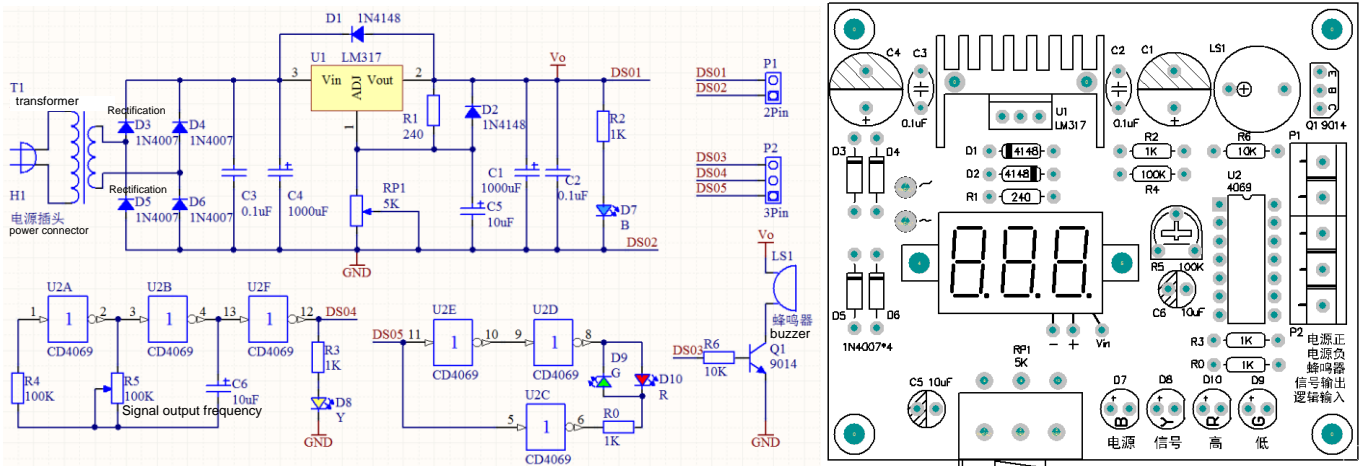 D1 1N4148
U1 LM317
3 Vin Vout 2
ADJ
1
Vo
DS01
T1
transformer
Rectification
D3
1N4007
D4
1N4007
Rectification
D5
1N4007
D6
1N4007
H1
电源插头
power connector
C3
0.1uF
C4
1000uF
R1
240
D2
1N4148
RP1
5K
C5
10uF
C1
1000uF
C2
0.1uF
R2
1K
D7
B
DS02
GND
DS01
DS02
P1
2Pin
DS03
DS04
DS05
P2
3Pin
Vo
LS1
蜂鸣器
buzzer
DS03
R6
10K
Q1
9014
GND
U2A
1 1 2
CD4069
U2B
3 1 4
CD4069
U2F
13 1 12
CD4069
DS04
R4
100K
R5
100K
Signal output frequency
C6
10uF
R3
1K
D8
Y
GND
DS05
U2E
11 1 10
CD4069
U2D
9 1 8
CD4069
D9
G
D10
R
U2C
5 1 6
CD4069
R0
1K
C4
C3
0.1uF
C2
0.1uF
C1
LS1
E
B
C
Q1 9014
U1
LM317
D3
D4
D1 4148
D2 4148
R1 240
R2
1K
100K
R4
R6
10K
P1
U2
4069
R5 100K
C6 10uF
8.8.8.
- + Vin
D5
D6
1N4007*4
RP1
5K
C5 10uF
P2
R3 1K
R0 1K
电源正
电源负
蜂鸣器
信号输出
逻辑输入
D7 D8 D10 D9
B Y R G
电源 信号 高 低